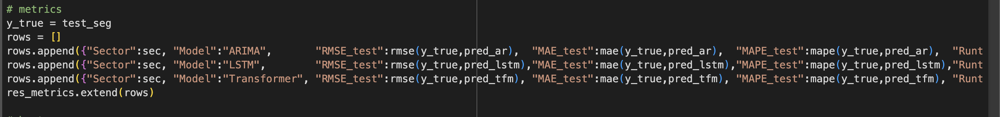 # metrics
y_true = test_seg
rows = []
rows.append({"Sector":sec, "Model":"ARIMA",       "RMSE_test":rmse(y_true,pred_ar),  "MAE_test":mae(y_true,pred_ar),  "MAPE_test":mape(y_true,pred_ar),  "Runt
rows.append({"Sector":sec, "Model":"LSTM",        "RMSE_test":rmse(y_true,pred_lstm),"MAE_test":mae(y_true,pred_lstm),"MAPE_test":mape(y_true,pred_lstm),"Runt
rows.append({"Sector":sec, "Model":"Transformer", "RMSE_test":rmse(y_true,pred_tfm), "MAE_test":mae(y_true,pred_tfm), "MAPE_test":mape(y_true,pred_tfm), "Runt
res_metrics.extend(rows)